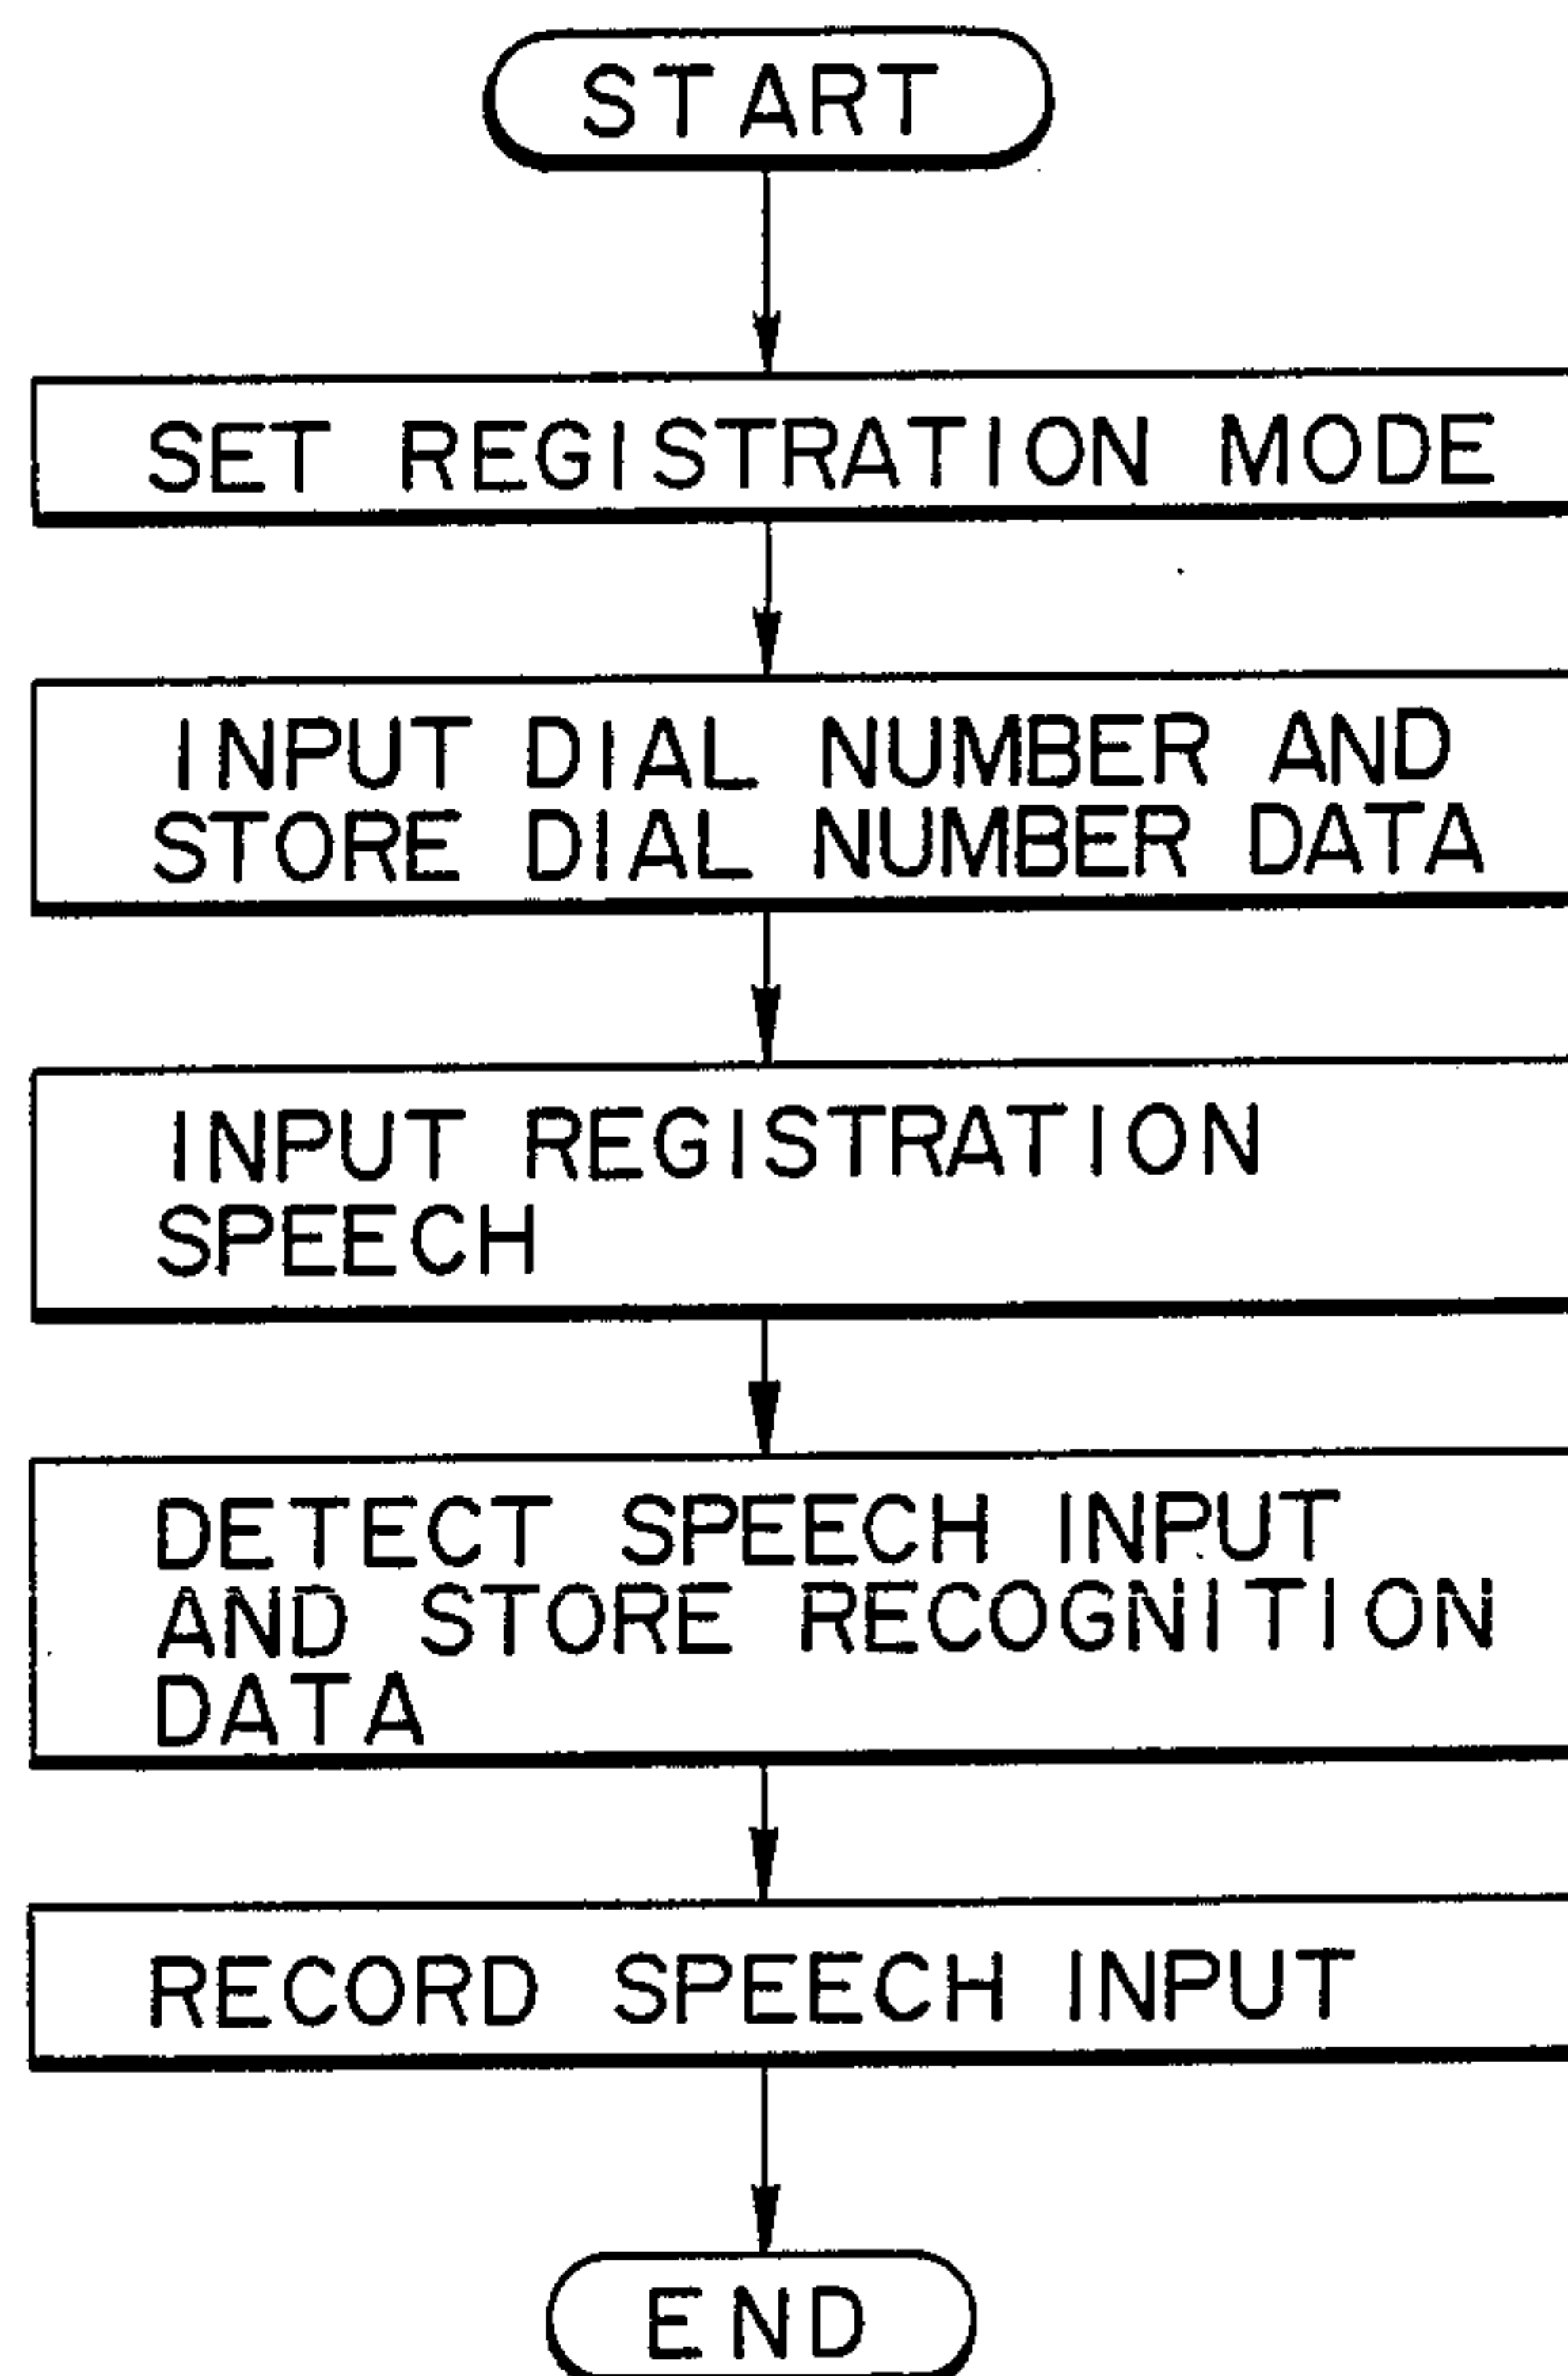 START
SET REGISTRATION MODE
INPUT DIAL NUMBER AND
STORE DIAL NUMBER DATA
INPUT REGISTRATION
SPEECH
DETECT SPEECH INPUT
AND STORE RECOGNITION
DATA
RECORD SPEECH INPUT
END